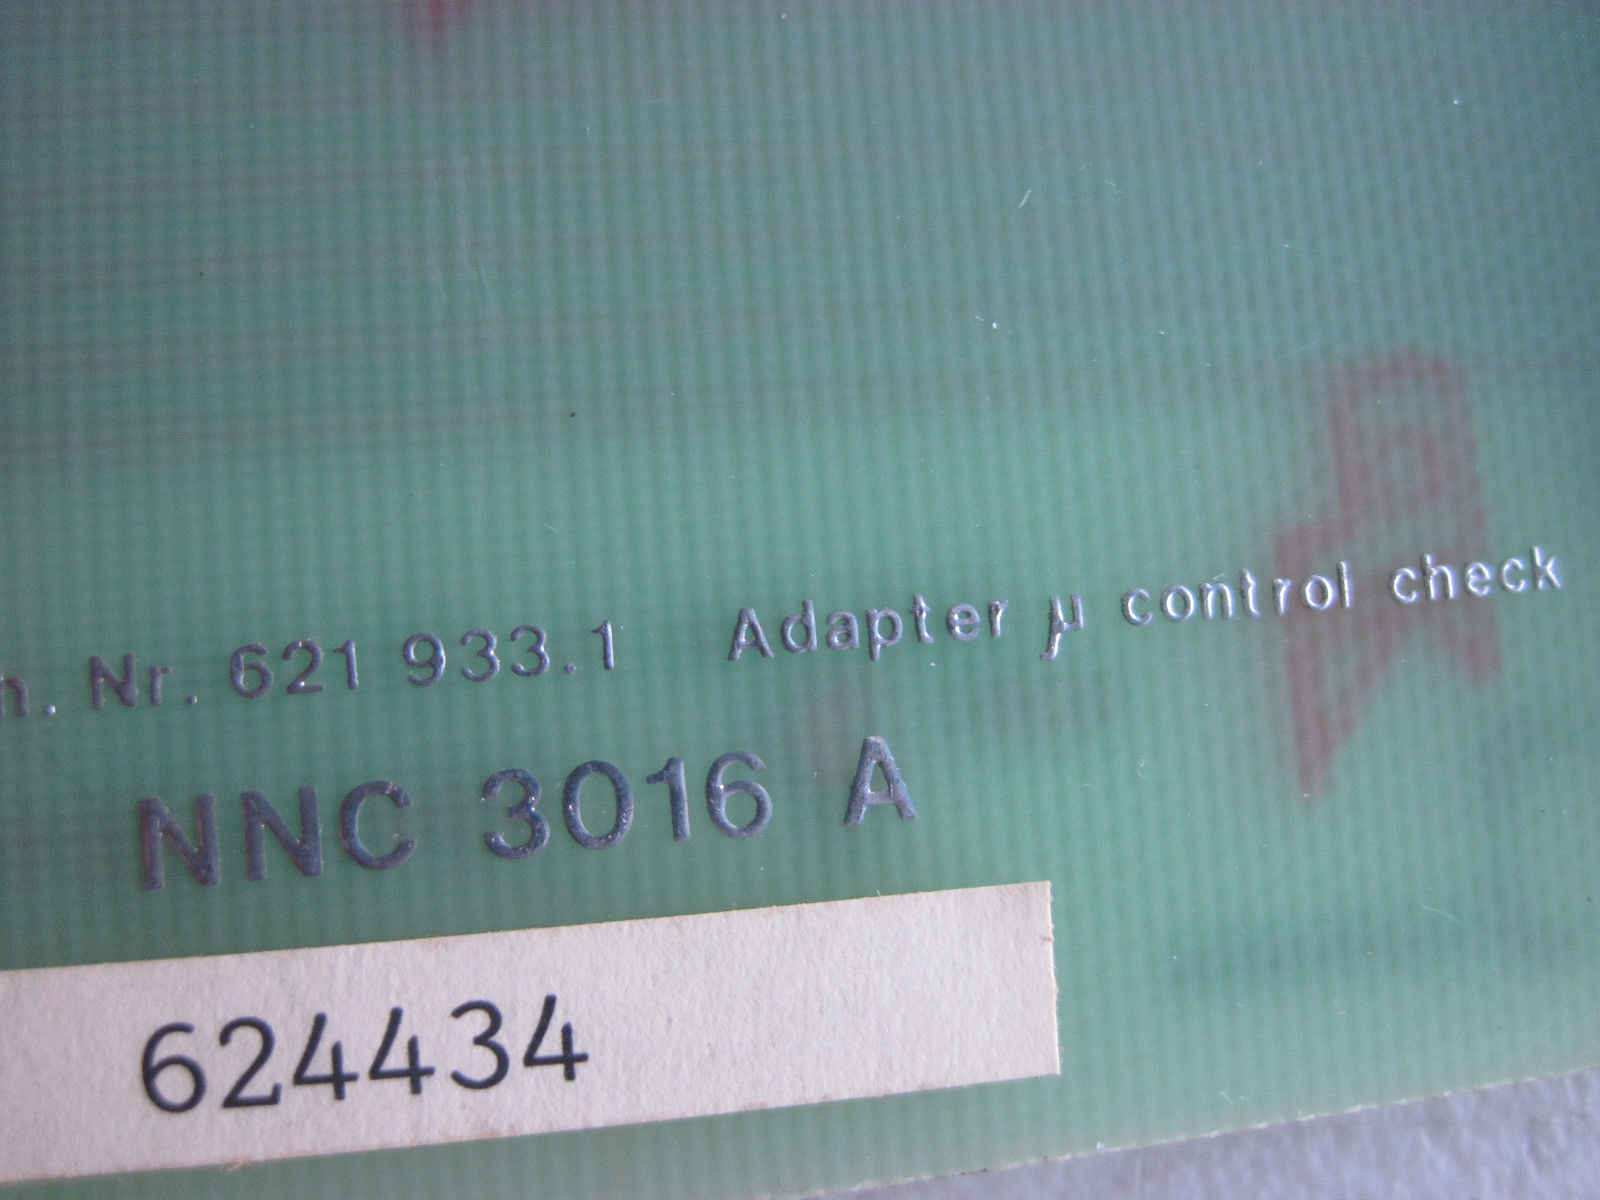 n. Nr. 621 933.1 Adapter µ control check
NNC 3016 A
624434